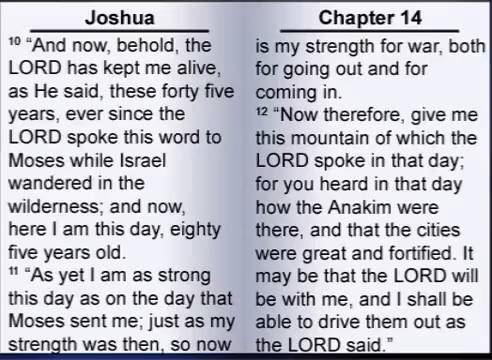 Joshua
¹⁰ “And now, behold, the
LORD has kept me alive,
as He said, these forty five
years, ever since the
LORD spoke this word to
Moses while Israel
wandered in the
wilderness; and now,
here I am this day, eighty
five years old.
¹¹ “As yet I am as strong
this day as on the day that
Moses sent me; just as my
strength was then, so now
Chapter 14
is my strength for war, both
for going out and for
coming in.
¹² “Now therefore, give me
this mountain of which the
LORD spoke in that day;
for you heard in that day
how the Anakim were
there, and that the cities
were great and fortified. It
may be that the LORD will
be with me, and I shall be
able to drive them out as
the LORD said.”